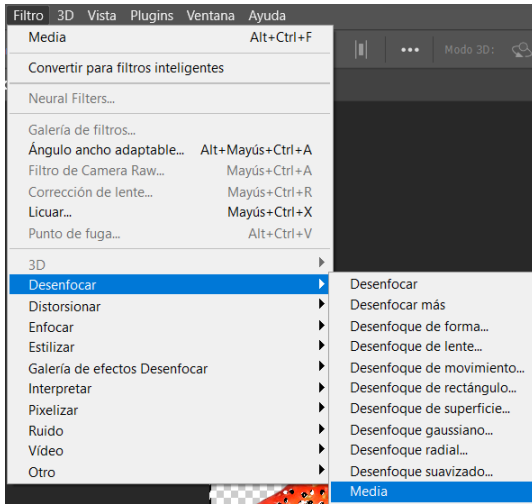 Filtro 3D Vista Plugins Ventana Ayuda
Media Alt+Ctrl+F
Convertir para filtros inteligentes
Neural Filters...
Galería de filtros...
Ángulo ancho adaptable... Alt+Mayús+Ctrl+A
Filtro de Camera Raw... Mayús+Ctrl+A
Corrección de lente... Mayús+Ctrl+R
Licuar... Mayús+Ctrl+X
Punto de fuga... Alt+Ctrl+V
3D
Desenfocar
Distorsionar
Enfocar
Estilizar
Galería de efectos Desenfocar
Interpretar
Pixelizar
Ruido
Vídeo
Otro
Modo 3D:
Desenfocar
Desenfocar más
Desenfoque de forma...
Desenfoque de lente...
Desenfoque de movimiento...
Desenfoque de rectángulo...
Desenfoque de superficie...
Desenfoque gaussiano...
Desenfoque radial...
Desenfoque suavizado...
Media